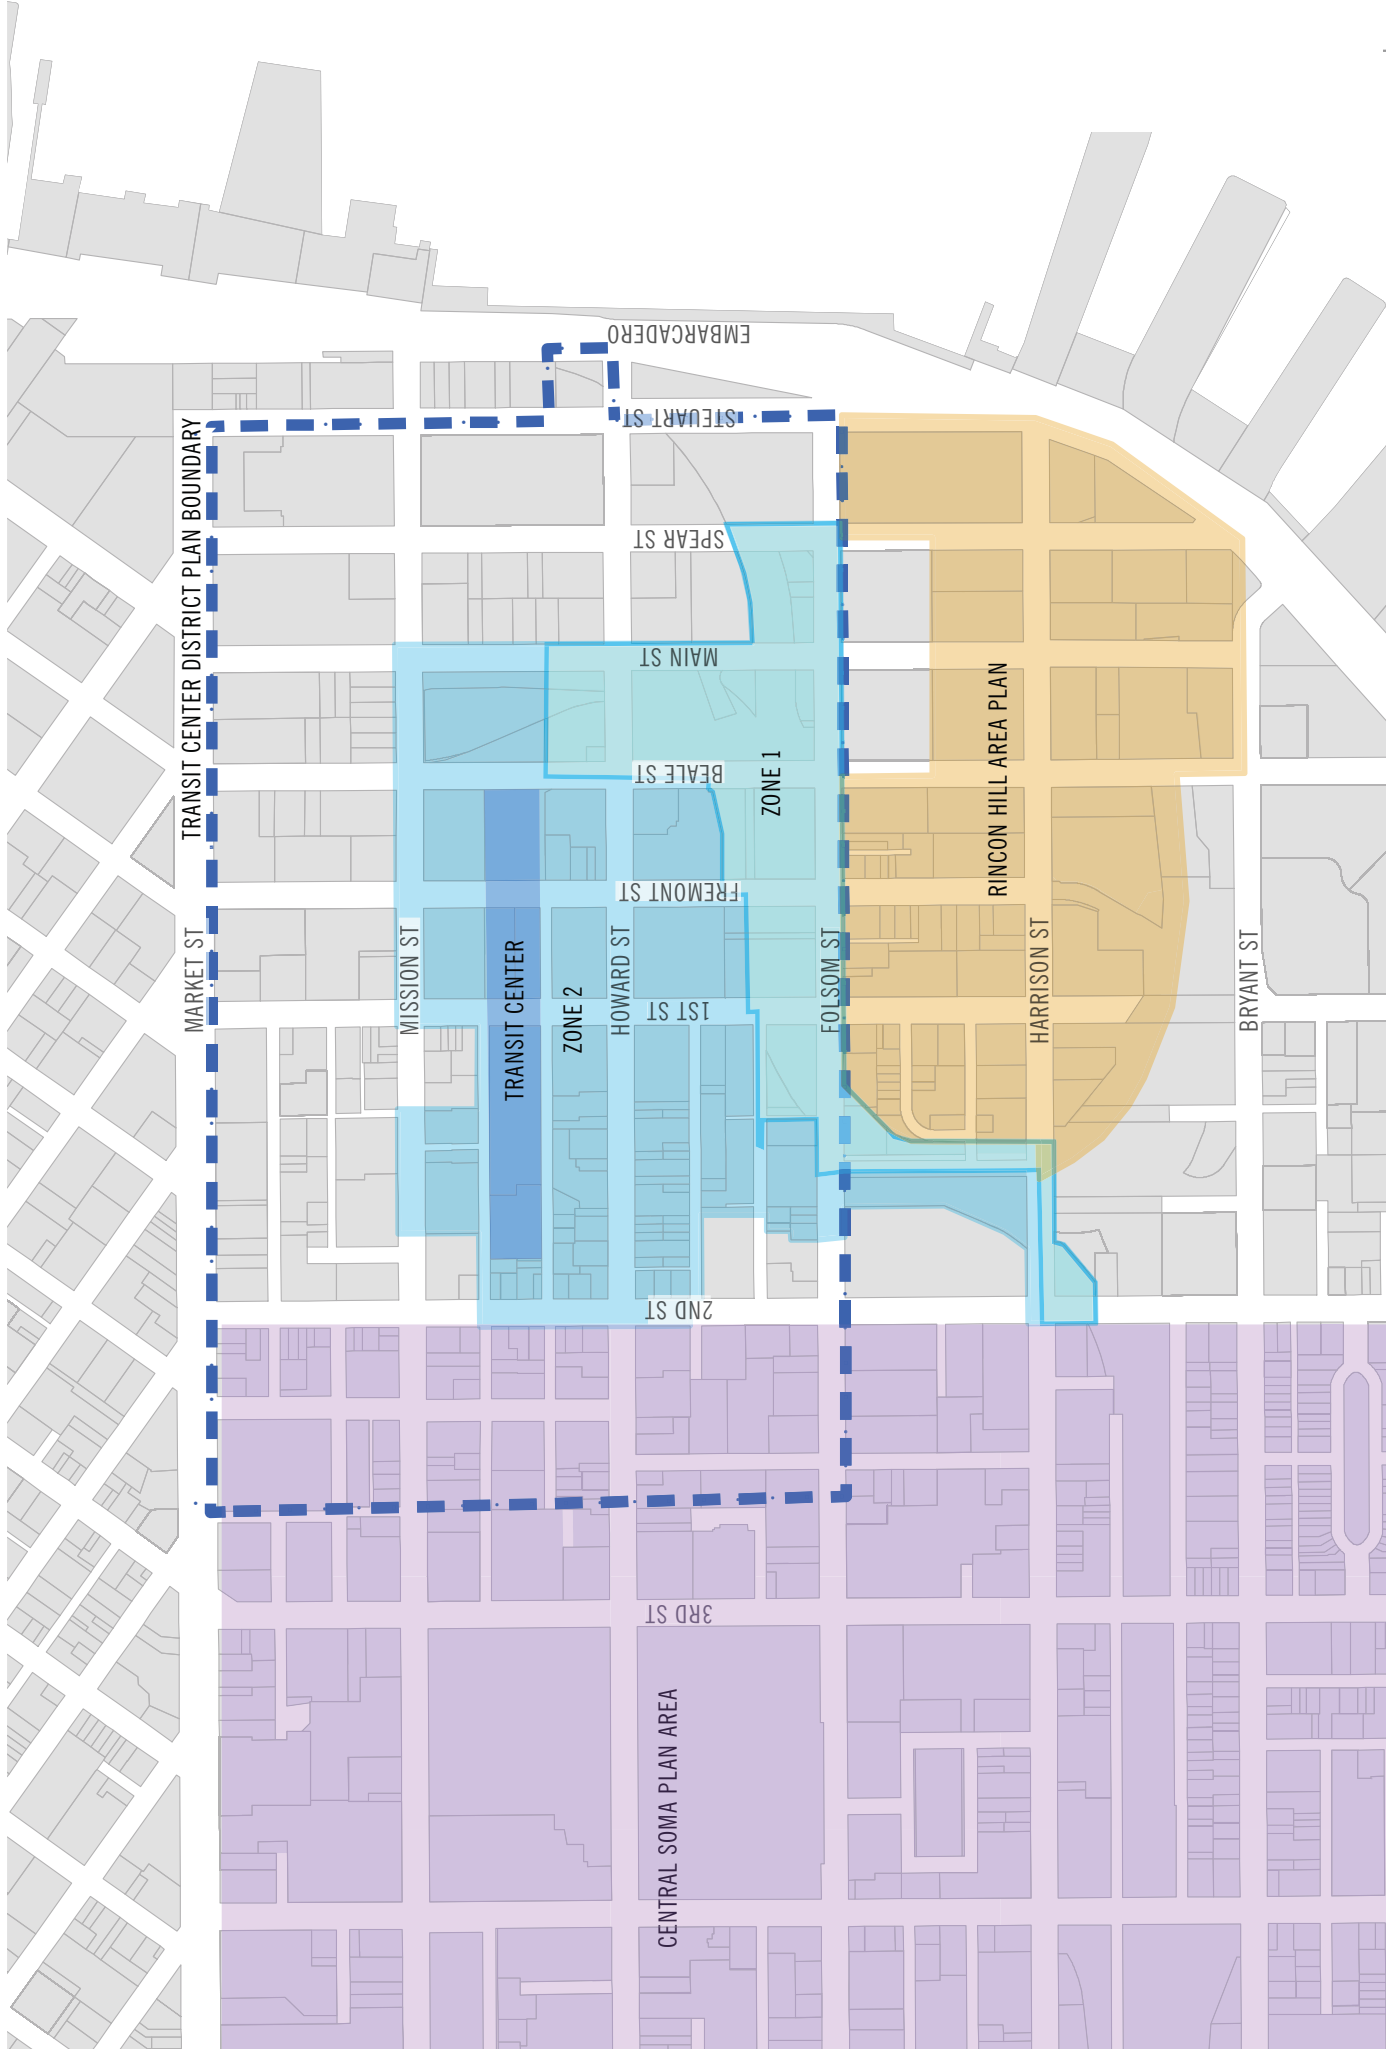 EMBARCADERO
STEUART ST
TRANSIT CENTER DISTRICT PLAN BOUNDARY
SPEAR ST
MAIN ST
RINCON HILL AREA PLAN
BEALE ST
ZONE 1
FREMONT ST
MARKET ST
MISSION ST
TRANSIT CENTER
ZONE 2
HOWARD ST
1ST ST
FOLSOM ST
HARRISON ST
BRYANT ST
2ND ST
3RD ST
CENTRAL SOMA PLAN AREA